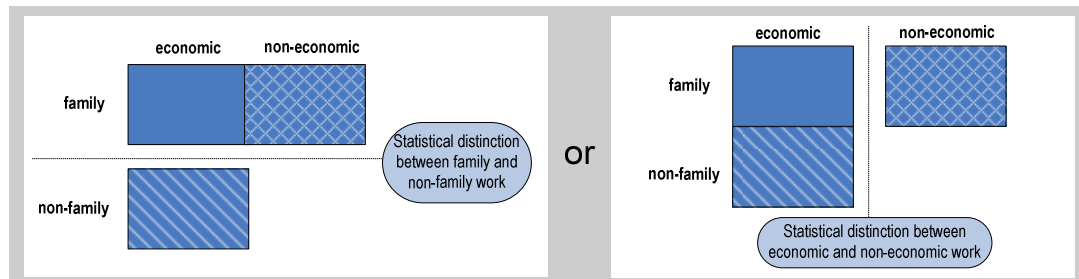 economic
non-economic
family
Statistical distinction
between family and
non-family work
non-family
or
economic
non-economic
family
non-family
Statistical distinction between
economic and non-economic work